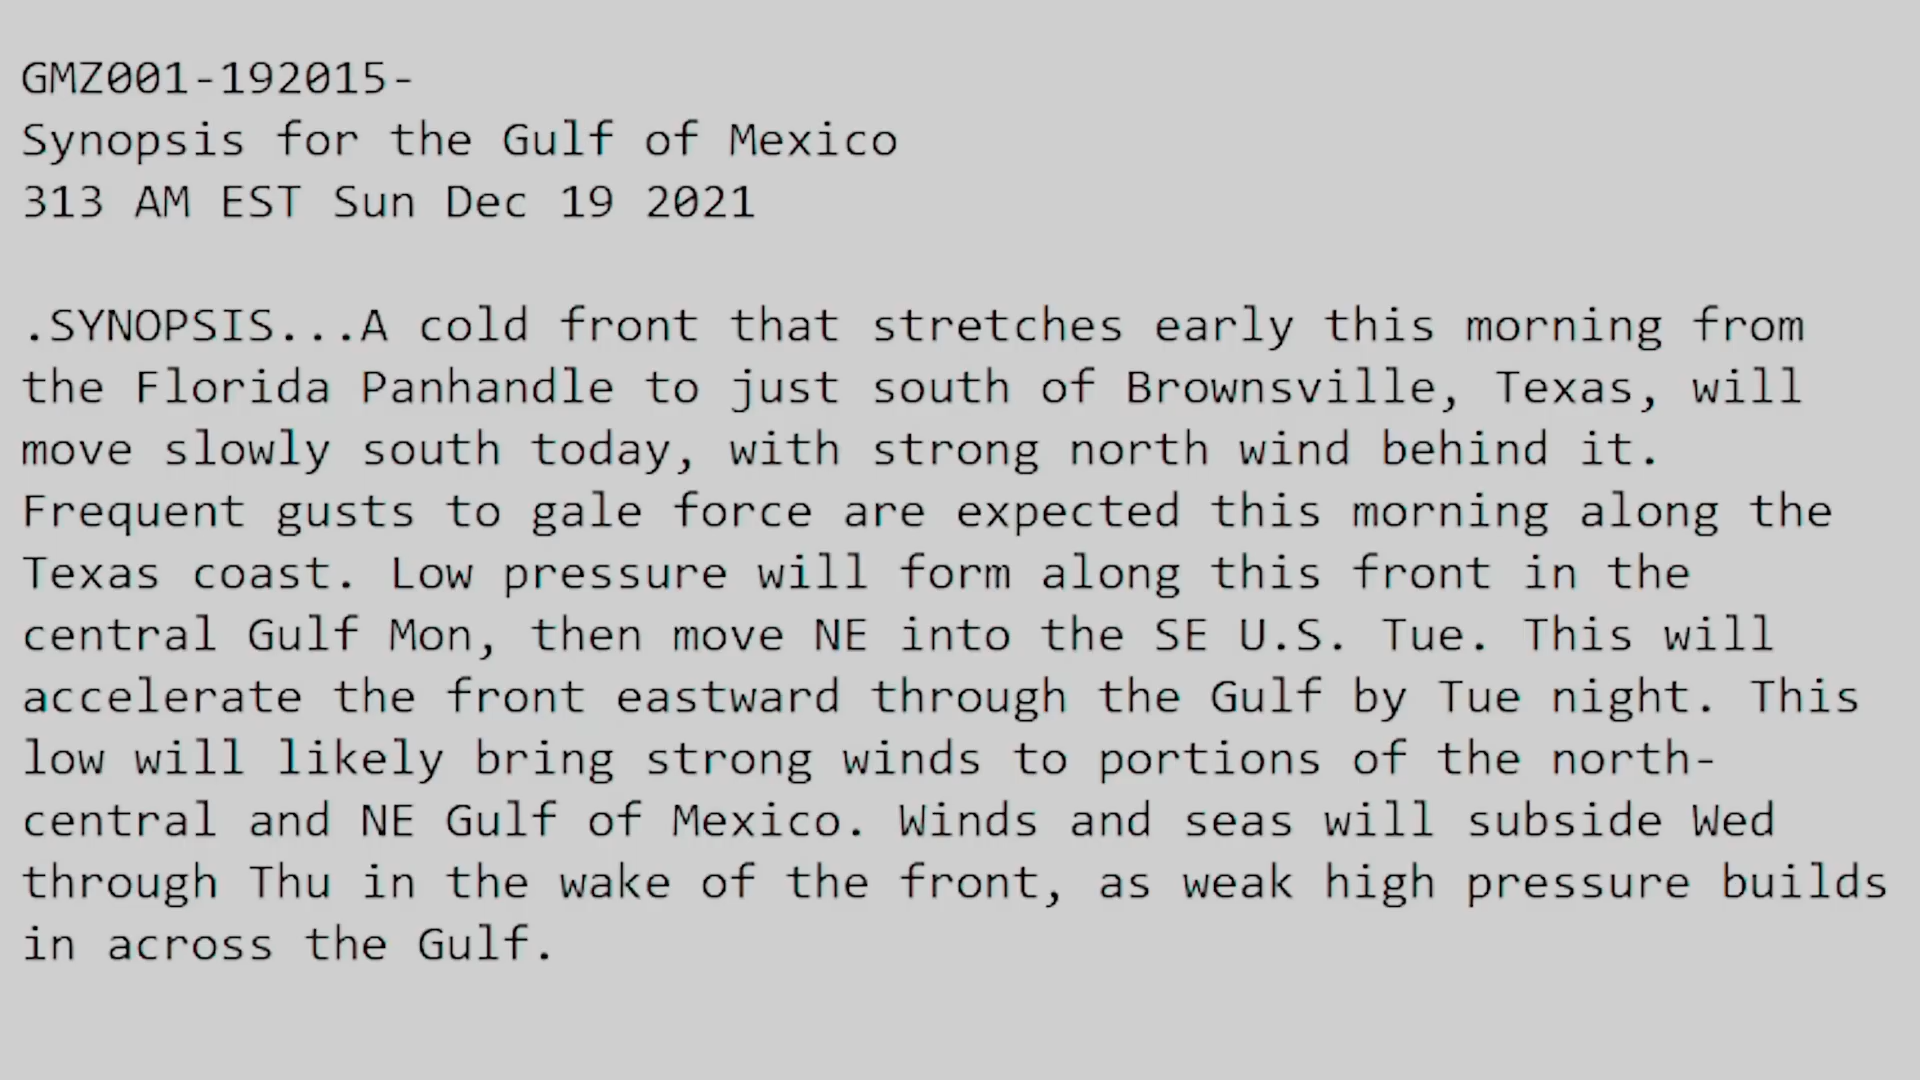 GMZ001-192015-
Synopsis for the Gulf of Mexico
313 AM EST Sun Dec 19 2021
.SYNOPSIS...A cold front that stretches early this morning from
the Florida Panhandle to just south of Brownsville, Texas, will
move slowly south today, with strong north wind behind it.
Frequent gusts to gale force are expected this morning along the
Texas coast. Low pressure will form along this front in the
central Gulf Mon, then move NE into the SE U.S. Tue. This will
accelerate the front eastward through the Gulf by Tue night. This
low will likely bring strong winds to portions of the north-
central and NE Gulf of Mexico. Winds and seas will subside Wed
through Thu in the wake of the front, as weak high pressure builds
in across the Gulf.